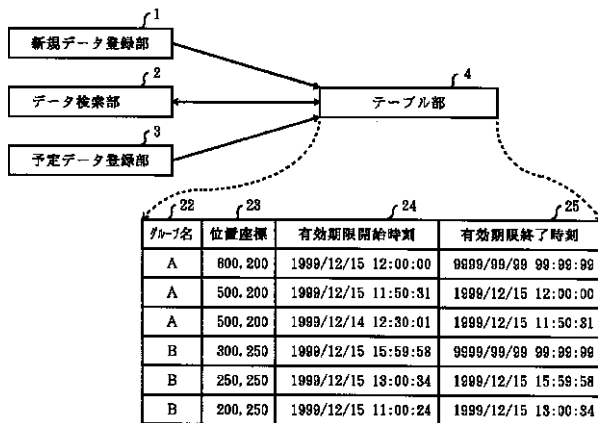 1
新規データ登録部
2
データ検索部
3
予定データ登録部
4
テーブル部
22 23 24 25
グループ名 位置座標 有効期限開始時刻 有効期限終了時刻
A 600,200 1999/12/15 12:00:00 9999/99/99 99:99:99
A 500,200 1999/12/15 11:50:31 1999/12/15 12:00:00
A 500,200 1999/12/14 12:30:01 1999/12/15 11:50:31
B 300,250 1999/12/15 15:59:58 9999/99/99 99:99:99
B 250,250 1999/12/15 13:00:34 1999/12/15 15:59:58
B 200,250 1999/12/15 11:00:24 1999/12/15 13:00:34